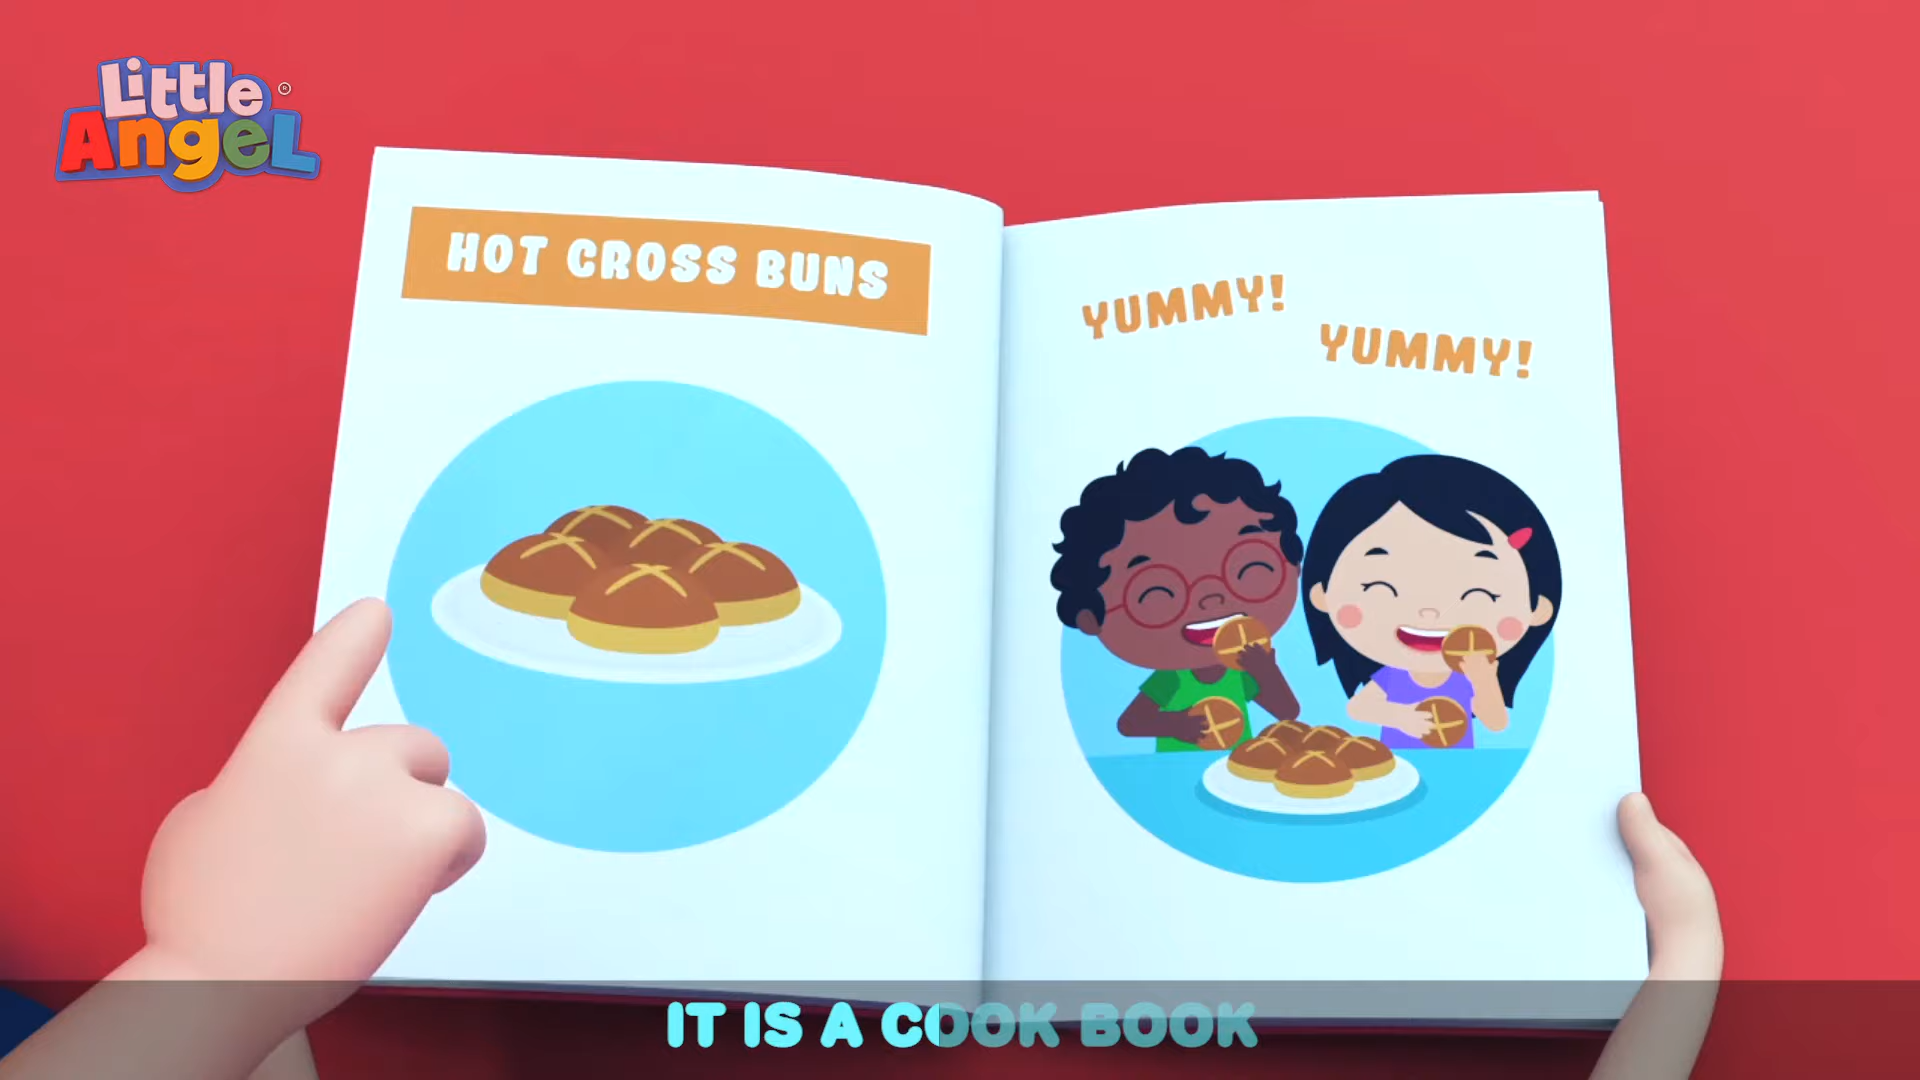 Little
Angel
®
HOT CROSS BUNS
YUMMY!
YUMMY!
IT IS A COOK BOOK